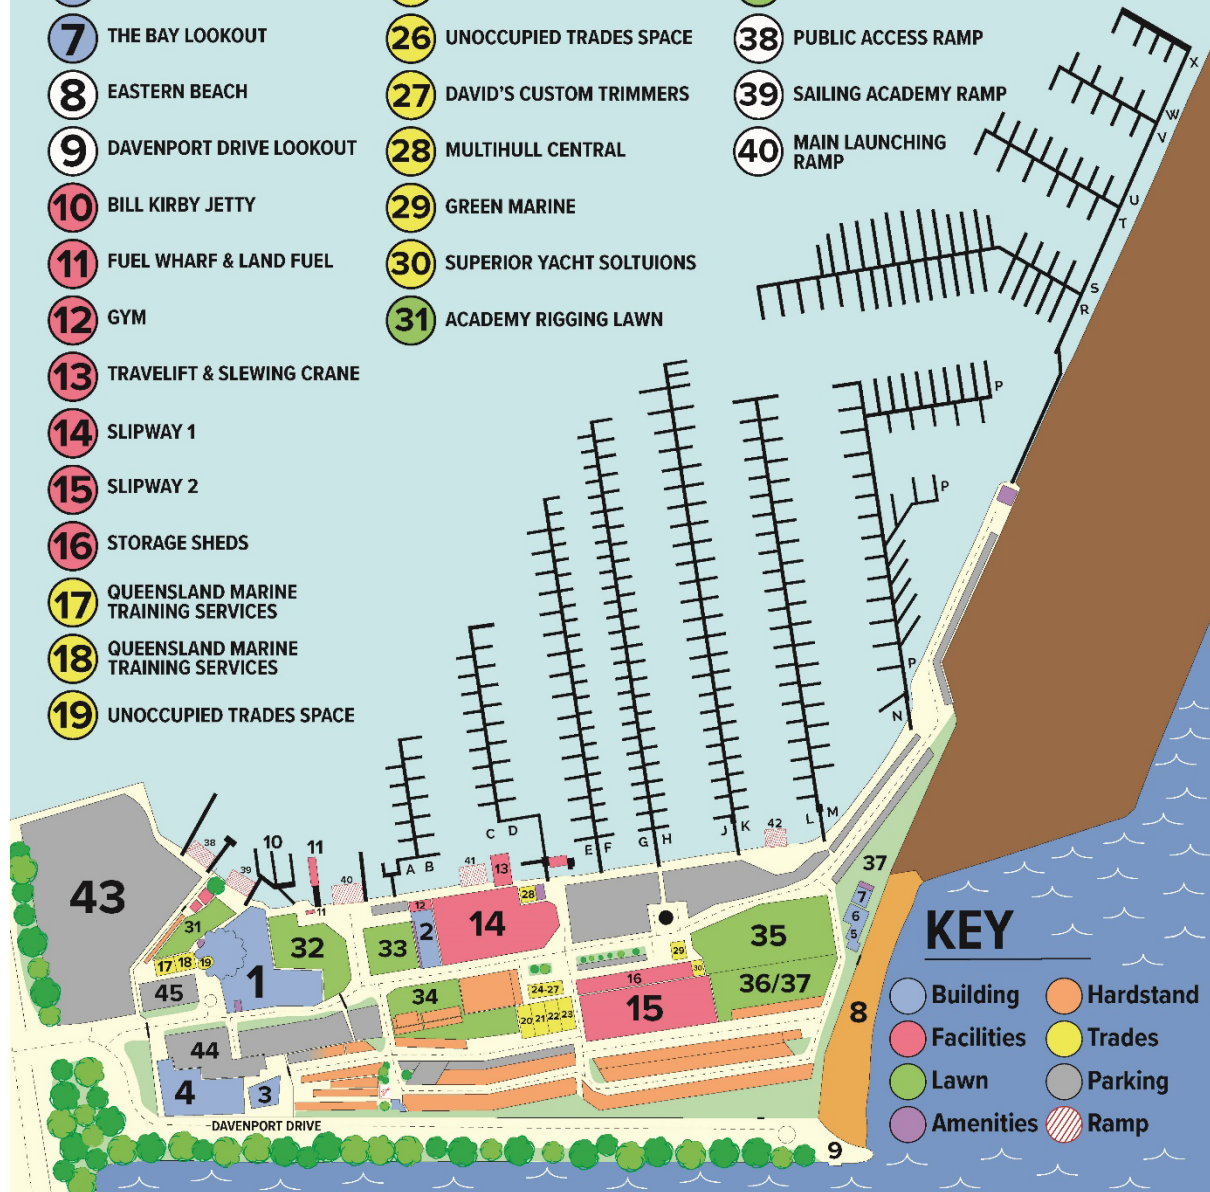 7 THE BAY LOOKOUT
8 EASTERN BEACH
9 DAVENPORT DRIVE LOOKOUT
10 BILL KIRBY JETTY
11 FUEL WHARF & LAND FUEL
12 GYM
13 TRAVELIFT & SLEWING CRANE
14 SLIPWAY 1
15 SLIPWAY 2
16 STORAGE SHEDS
17 QUEENSLAND MARINE
TRAINING SERVICES
18 QUEENSLAND MARINE
TRAINING SERVICES
19 UNOCCUPIED TRADES SPACE
26 UNOCCUPIED TRADES SPACE
27 DAVID'S CUSTOM TRIMMERS
28 MULTIHULL CENTRAL
29 GREEN MARINE
30 SUPERIOR YACHT SOLTUIONS
31 ACADEMY RIGGING LAWN
38 PUBLIC ACCESS RAMP
39 SAILING ACADEMY RAMP
40 MAIN LAUNCHING
RAMP
X
W
V
U
T
S
R
P
P
P
N
M
L
K
J
H
G
F
E
D
C
B
A
43
38
39
10
11
11
40
41
13
42
12
28
2
14
31
32
33
17 18 19
1
45
34
24-27
20 21 22 23
16
15
29
30
35
36/37
37
7
6
5
8
44
4
3
DAVENPORT DRIVE
9
KEY
Building
Hardstand
Facilities
Trades
Lawn
Parking
Amenities
Ramp